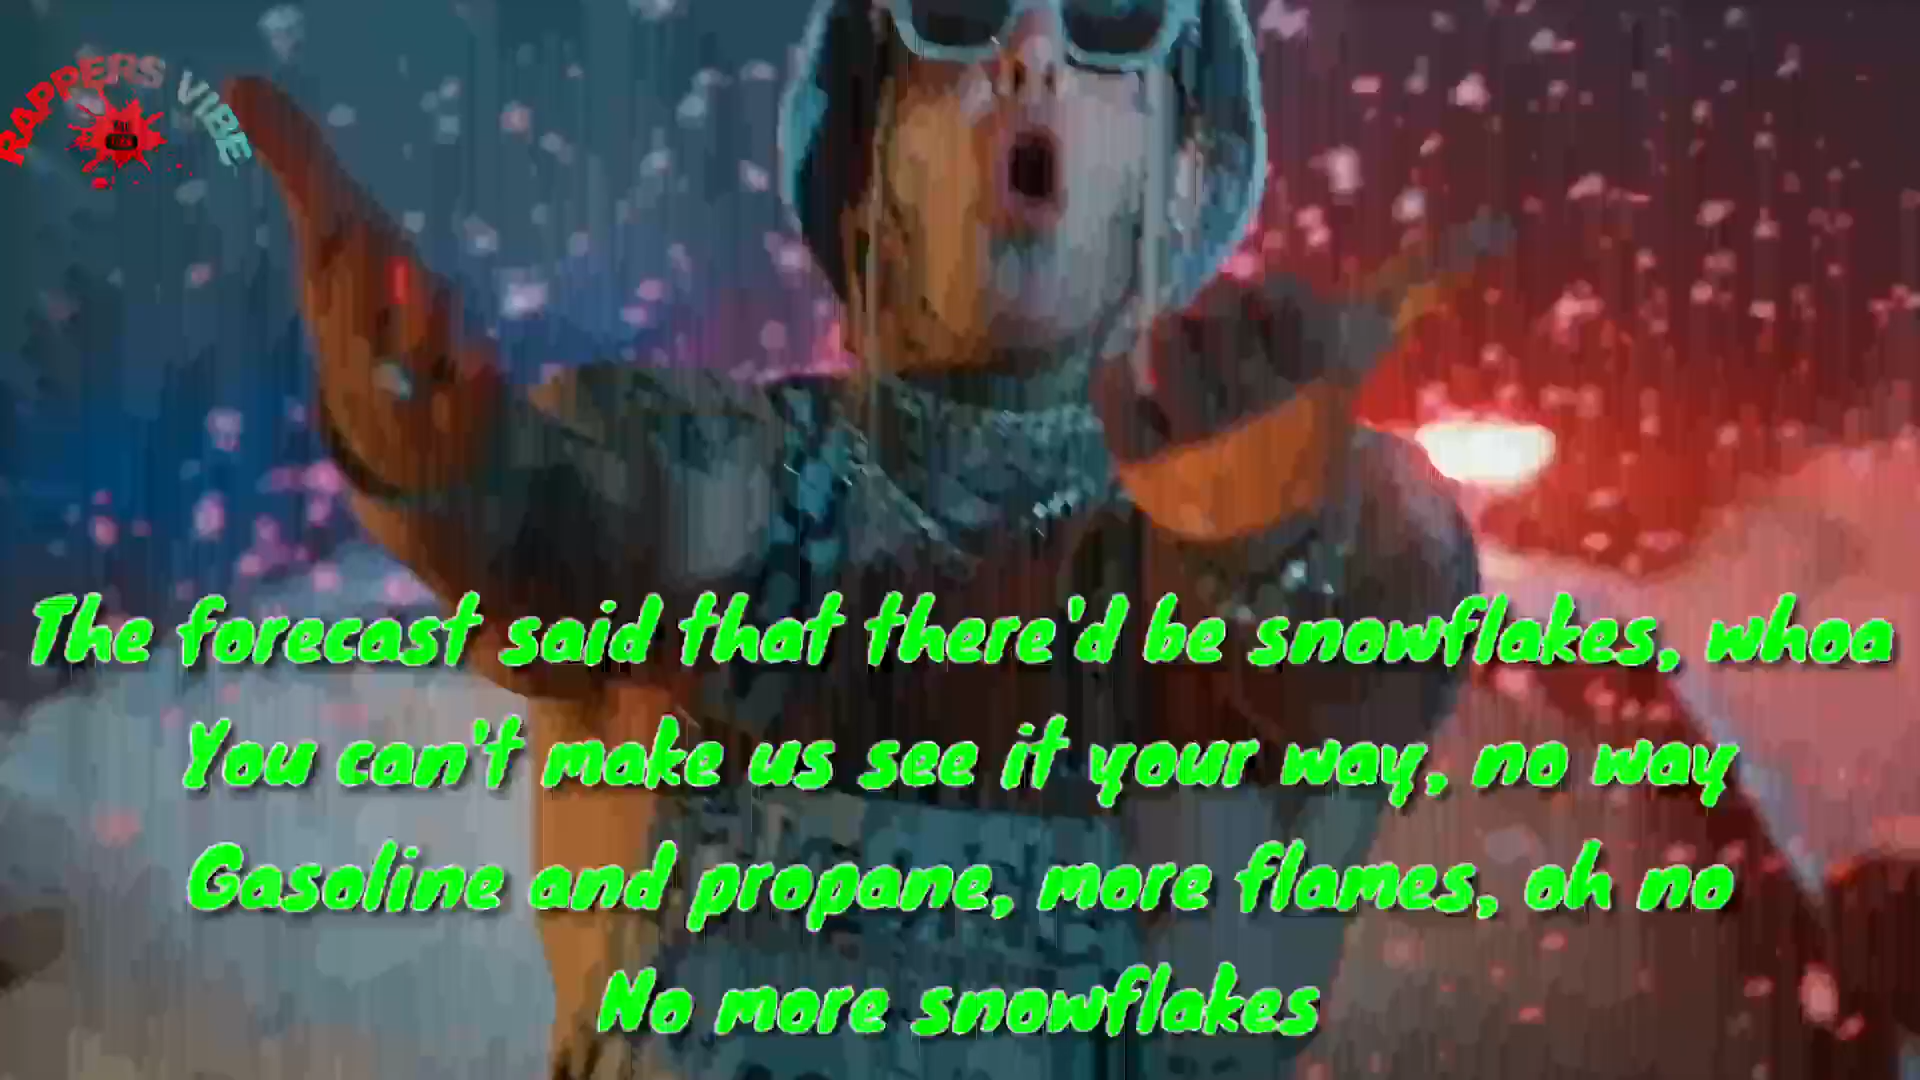 RAPPERS VIBE
The forecast said that there'd be snowflakes, whoa
You can't make us see it your way, no way
Gasoline and propane, more flames, oh no
No more snowflakes